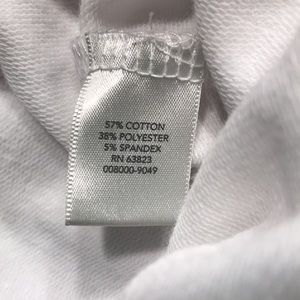 57% COTTON
38% POLYESTER
5% SPANDEX
RN 63823
008000-9049